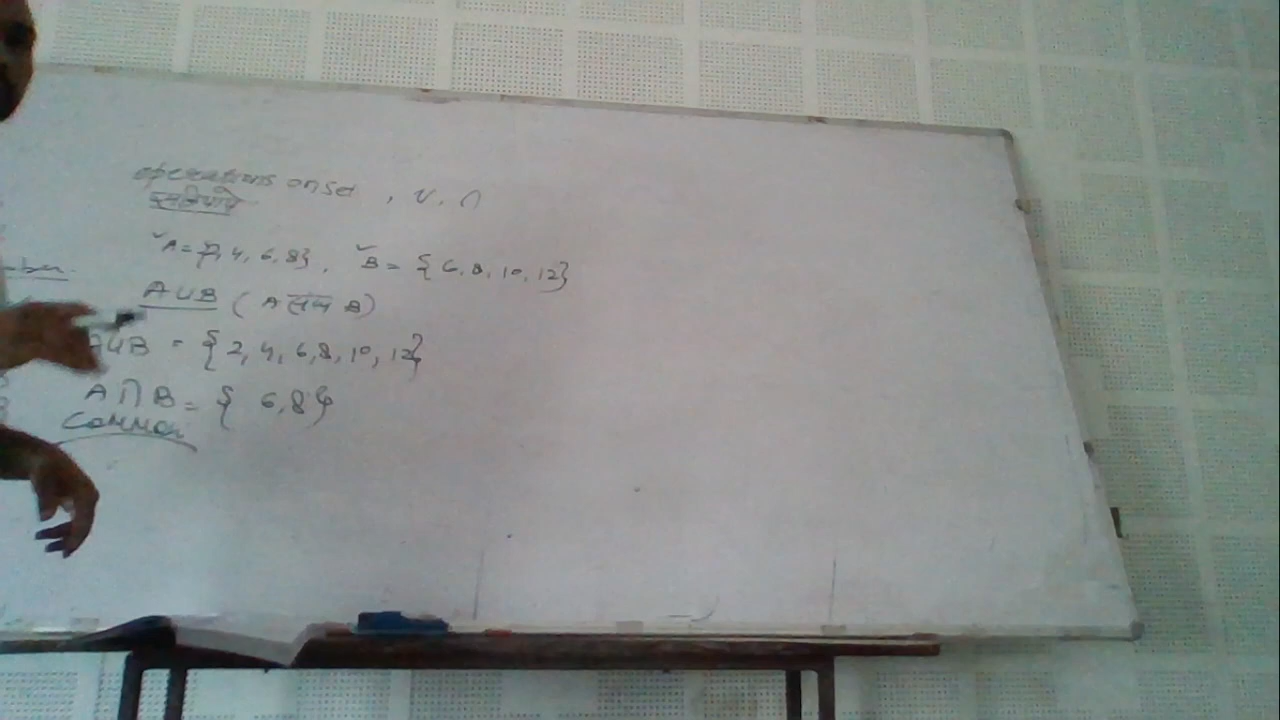 operations on set , ∪, ∩
A = {2, 4, 6, 8}, B = {6, 8, 10, 12}
A∪B (A संघ B)
A∪B = {2, 4, 6, 8, 10, 12}
A∩B = { 6, 8}
Common